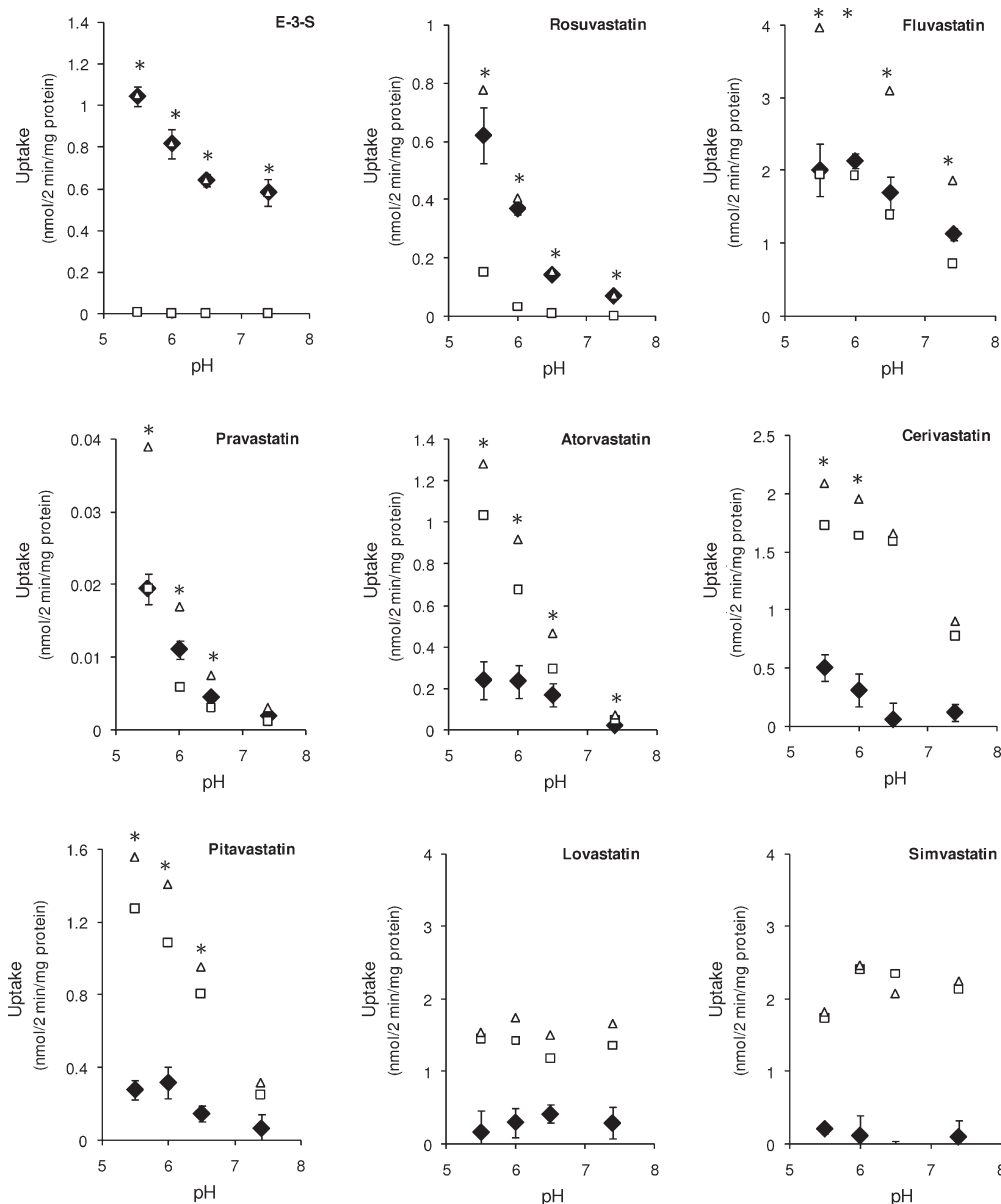 E-3-S
1.4
1.2
1
0.8
0.6
0.4
0.2
0
Uptake
(nmol/2 min/mg protein)
* * * *
5 6 7 8
pH
Rosuvastatin
1
0.8
0.6
0.4
0.2
0
Uptake
(nmol/2 min/mg protein)
* * * *
5 6 7 8
pH
Fluvastatin
4
3
2
1
0
Uptake
(nmol/2 min/mg protein)
* * * *
5 6 7 8
pH
Pravastatin
0.04
0.03
0.02
0.01
0
Uptake
(nmol/2 min/mg protein)
* * *
5 6 7 8
pH
Atorvastatin
1.4
1.2
1
0.8
0.6
0.4
0.2
0
Uptake
(nmol/2 min/mg protein)
* * * *
5 6 7 8
pH
Cerivastatin
2.5
2
1.5
1
0.5
0
Uptake
(nmol/2 min/mg protein)
* *
5 6 7 8
pH
Pitavastatin
1.6
1.2
0.8
0.4
0
Uptake
(nmol/2 min/mg protein)
* * *
5 6 7 8
pH
Lovastatin
4
3
2
1
0
Uptake
(nmol/2 min/mg protein)
5 6 7 8
pH
Simvastatin
4
3
2
1
0
Uptake
(nmol/2 min/mg protein)
5 6 7 8
pH